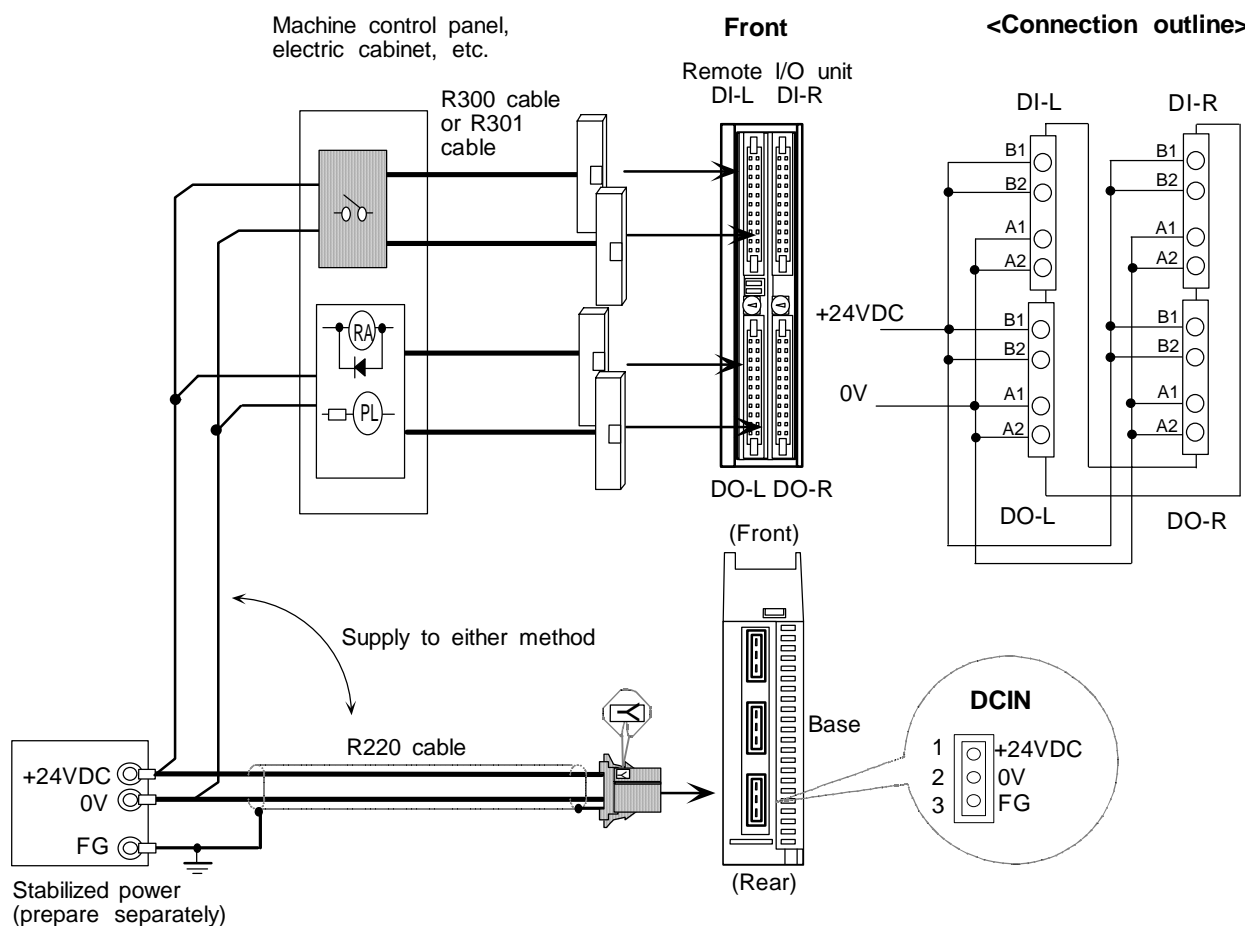 Machine control panel,
electric cabinet, etc.
Front
<Connection outline>
Remote I/O unit
DI-L DI-R
R300 cable
or R301
cable
DI-L
DI-R
B1
B2
A1
A2
B1
B2
A1
A2
RA
PL
+24VDC
0V
B1
B2
A1
A2
B1
B2
A1
A2
DO-L DO-R
DO-L
DO-R
(Front)
Supply to either method
Base
R220 cable
Y
Y
DCIN
1 +24VDC
2 0V
3 FG
+24VDC
0V
FG
(Rear)
Stabilized power
(prepare separately)